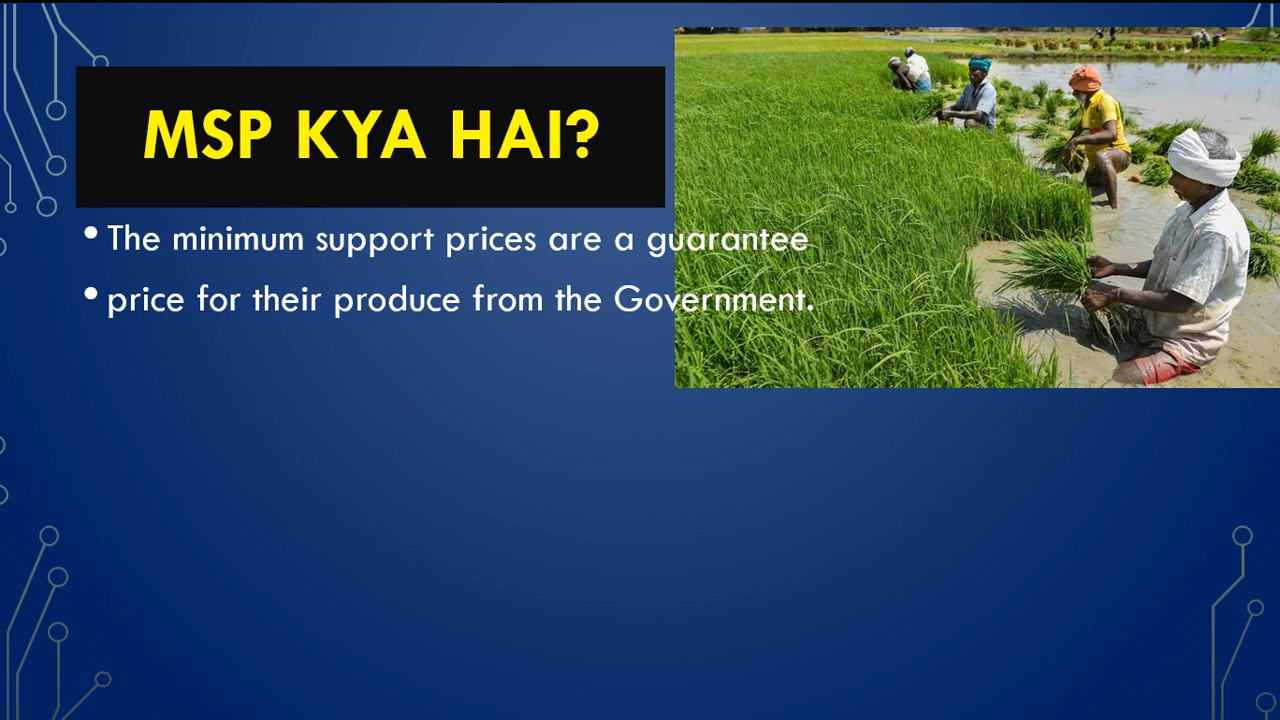 MSP KYA HAI?
• The minimum support prices are a guarantee
• price for their produce from the Government.